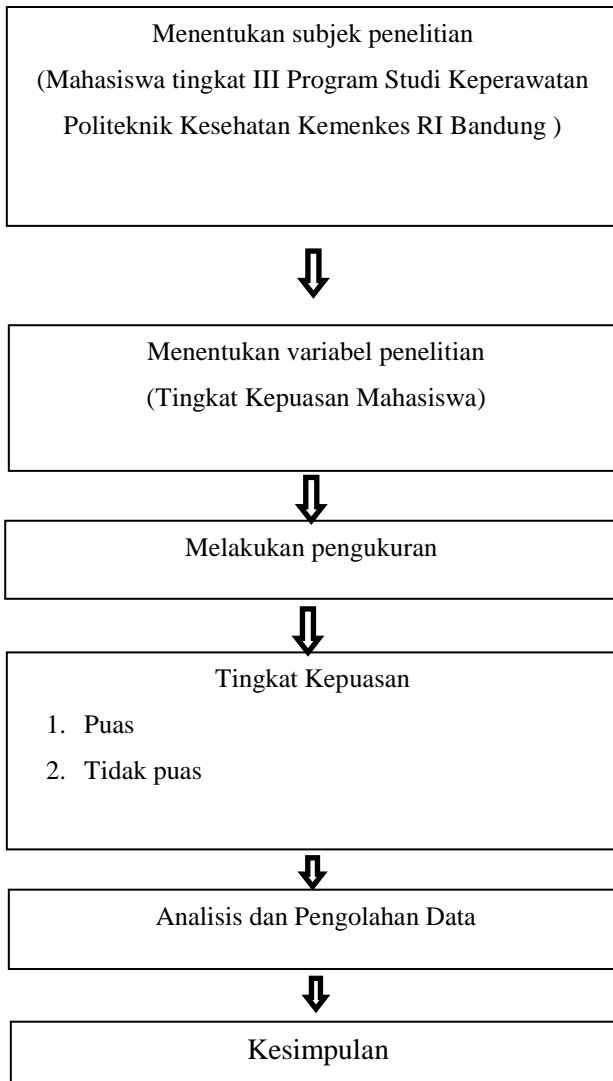 Menentukan subjek penelitian
(Mahasiswa tingkat III Program Studi Keperawatan
Politeknik Kesehatan Kemenkes RI Bandung )
Menentukan variabel penelitian
(Tingkat Kepuasan Mahasiswa)
Melakukan pengukuran
Tingkat Kepuasan
1. Puas
2. Tidak puas
Analisis dan Pengolahan Data
Kesimpulan